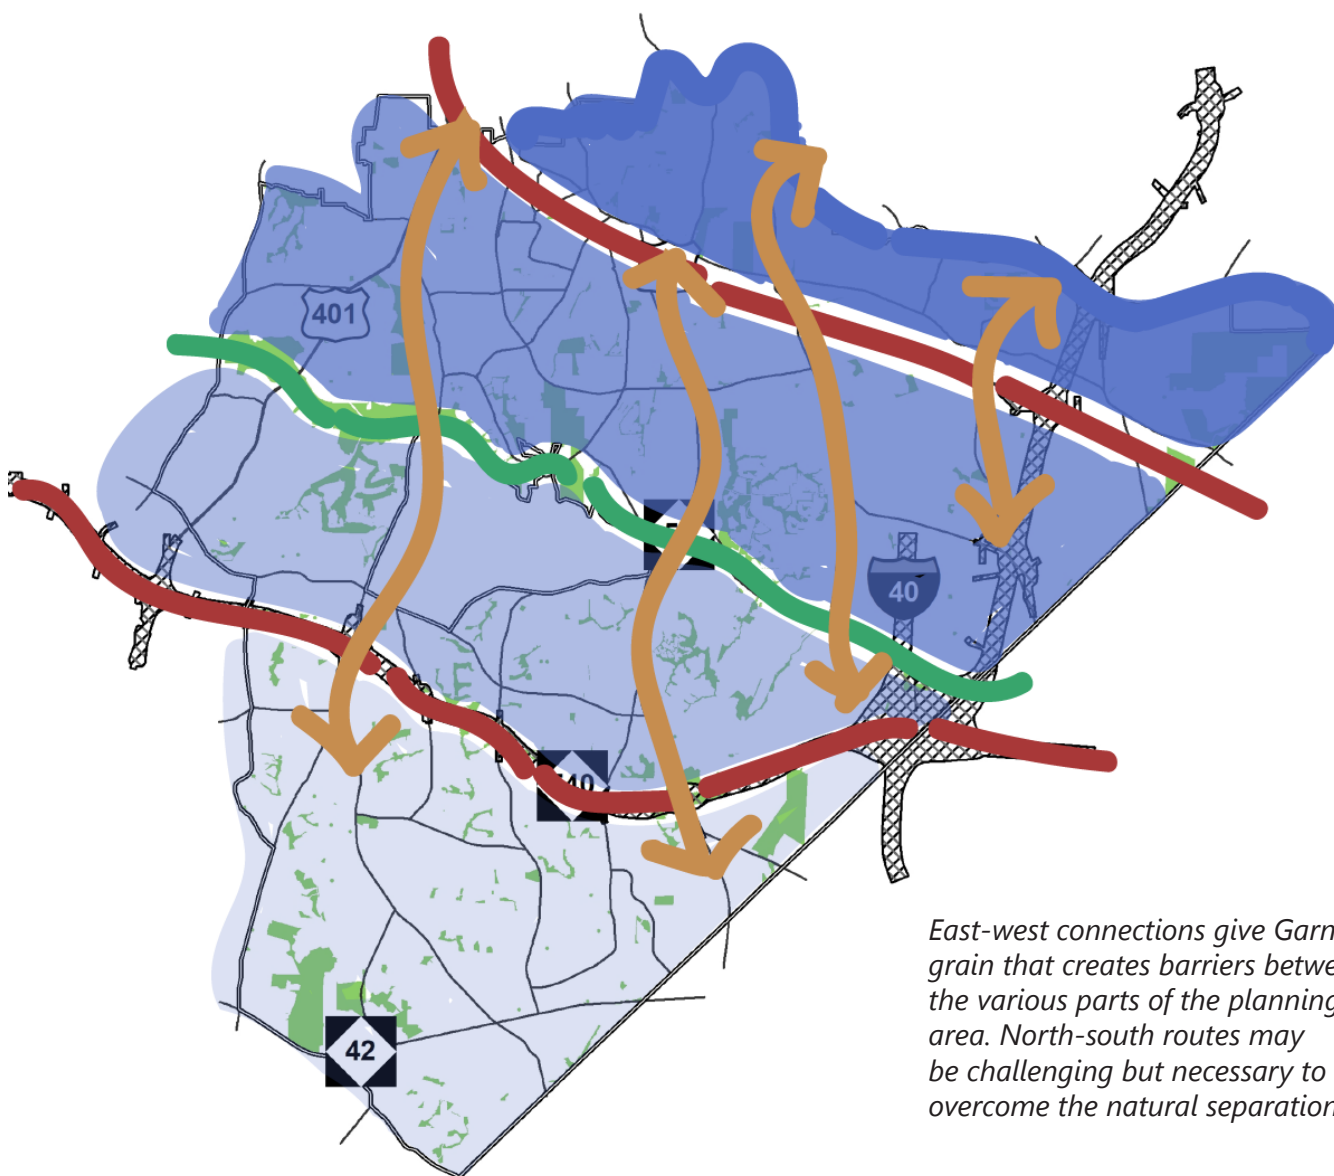 401
40
40
42
East-west connections give Garn
grain that creates barriers betwe
the various parts of the planning
area. North-south routes may
be challenging but necessary to
overcome the natural separation